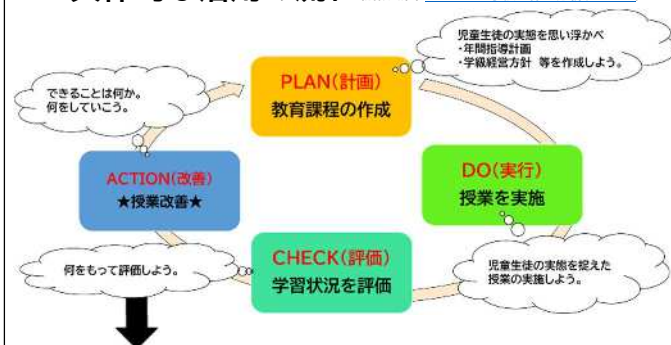 児童生徒の実態を思い浮かべ
・年間指導計画
・学級経営方針 等を作成しよう。
PLAN(計画)
教育課程の作成
できることは何か。
何をしていこう。
ACTION(改善)
★授業改善★
DO(実行)
授業を実施
CHECK(評価)
学習状況を評価
何をもって評価しよう。
児童生徒の実態を捉えた
授業の実施しよう。